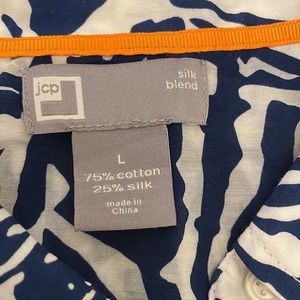 jcp
silk
blend
L
75% cotton
25% silk
made in
China